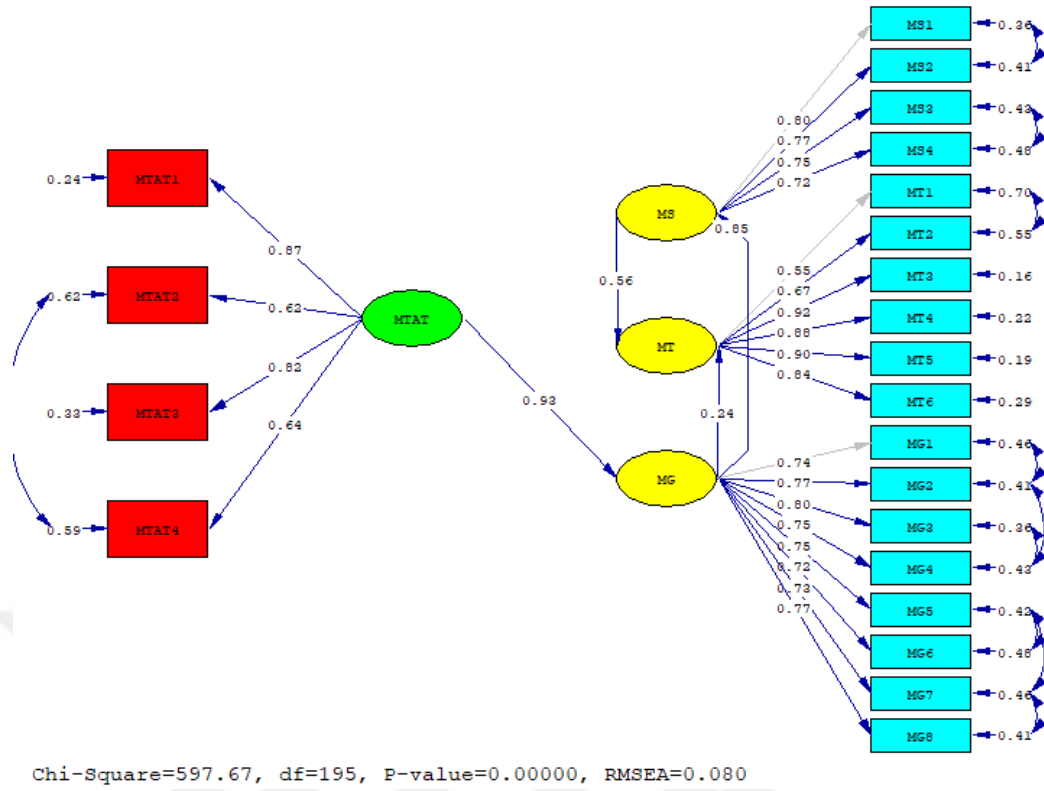 MS1
0.36
MS2
0.41
MS3
0.43
MS4
0.48
MT1
0.70
MT2
0.55
MT3
0.16
MT4
0.22
MT5
0.19
MT6
0.29
MG1
0.46
MG2
0.41
MG3
0.36
MG4
0.43
MG5
0.42
MG6
0.48
MG7
0.46
MG8
0.41
0.80
0.77
0.75
0.72
0.55
0.67
0.92
0.88
0.90
0.84
0.74
0.77
0.80
0.75
0.75
0.72
0.73
0.77
MS
0.85
0.56
MT
0.24
MG
0.93
MTAT
0.87
0.62
0.82
0.64
0.24
MTAT1
0.62
MTAT2
0.33
MTAT3
0.59
MTAT4
Chi-Square=597.67, df=195, P-value=0.00000, RMSEA=0.080